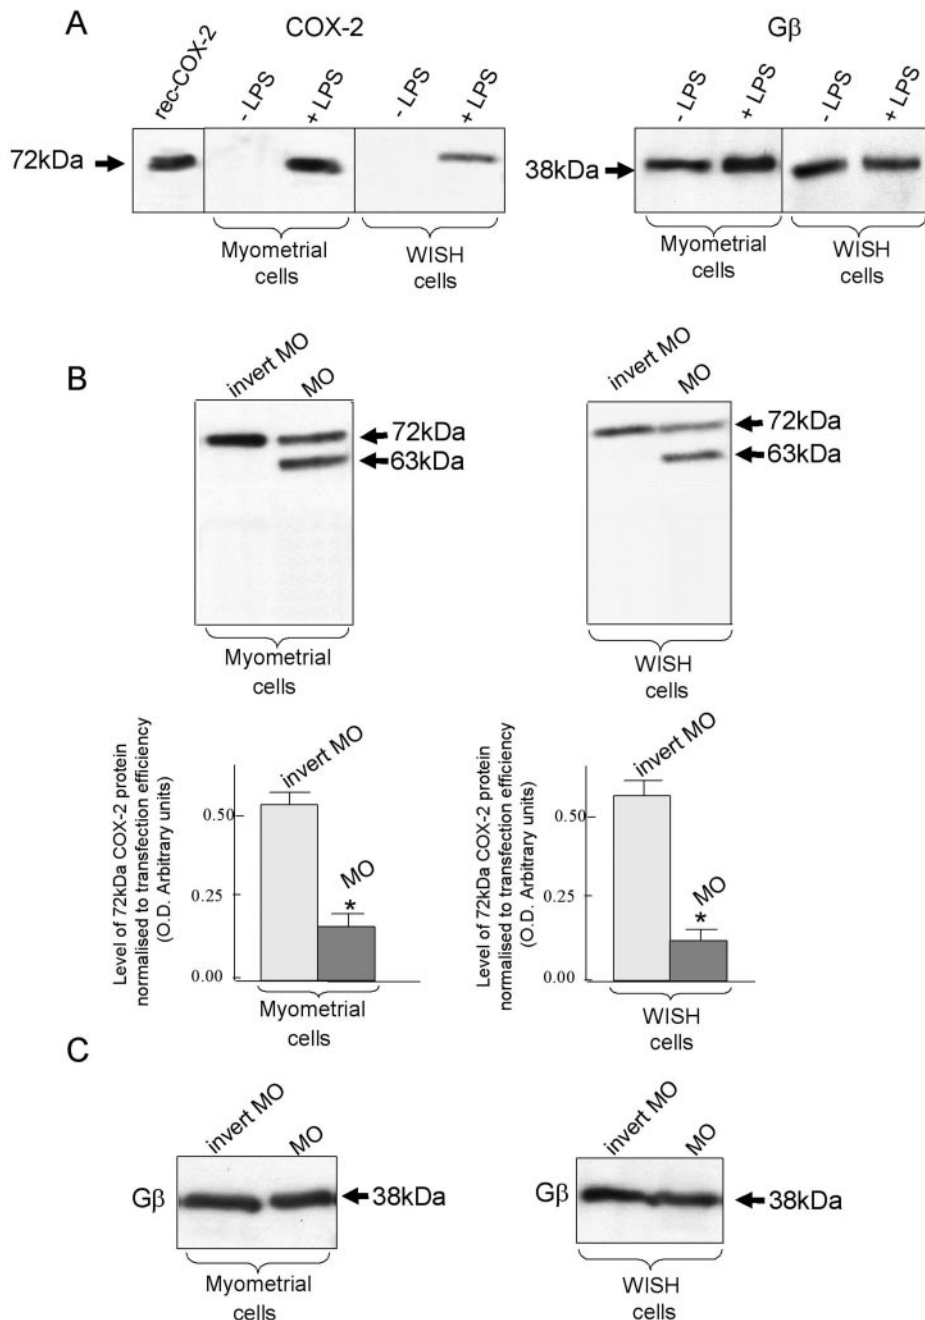 A
COX-2
Gβ
rec-COX-2
- LPS
+ LPS
- LPS
+ LPS
- LPS
+ LPS
- LPS
+ LPS
72kDa
38kDa
Myometrial
cells
WISH
cells
Myometrial
cells
WISH
cells
B
invert MO
MO
invert MO
MO
72kDa
63kDa
72kDa
63kDa
Myometrial
cells
WISH
cells
Level of 72kDa COX-2 protein
normalised to transfection efficiency
(O.D. Arbitrary units)
0.50
0.25
0.00
invert MO
MO
*
Myometrial
cells
Level of 72kDa COX-2 protein
normalised to transfection efficiency
(O.D. Arbitrary units)
0.50
0.25
0.00
invert MO
MO
*
WISH
cells
C
invert MO
MO
Gβ
38kDa
Myometrial
cells
invert MO
MO
Gβ
38kDa
WISH
cells